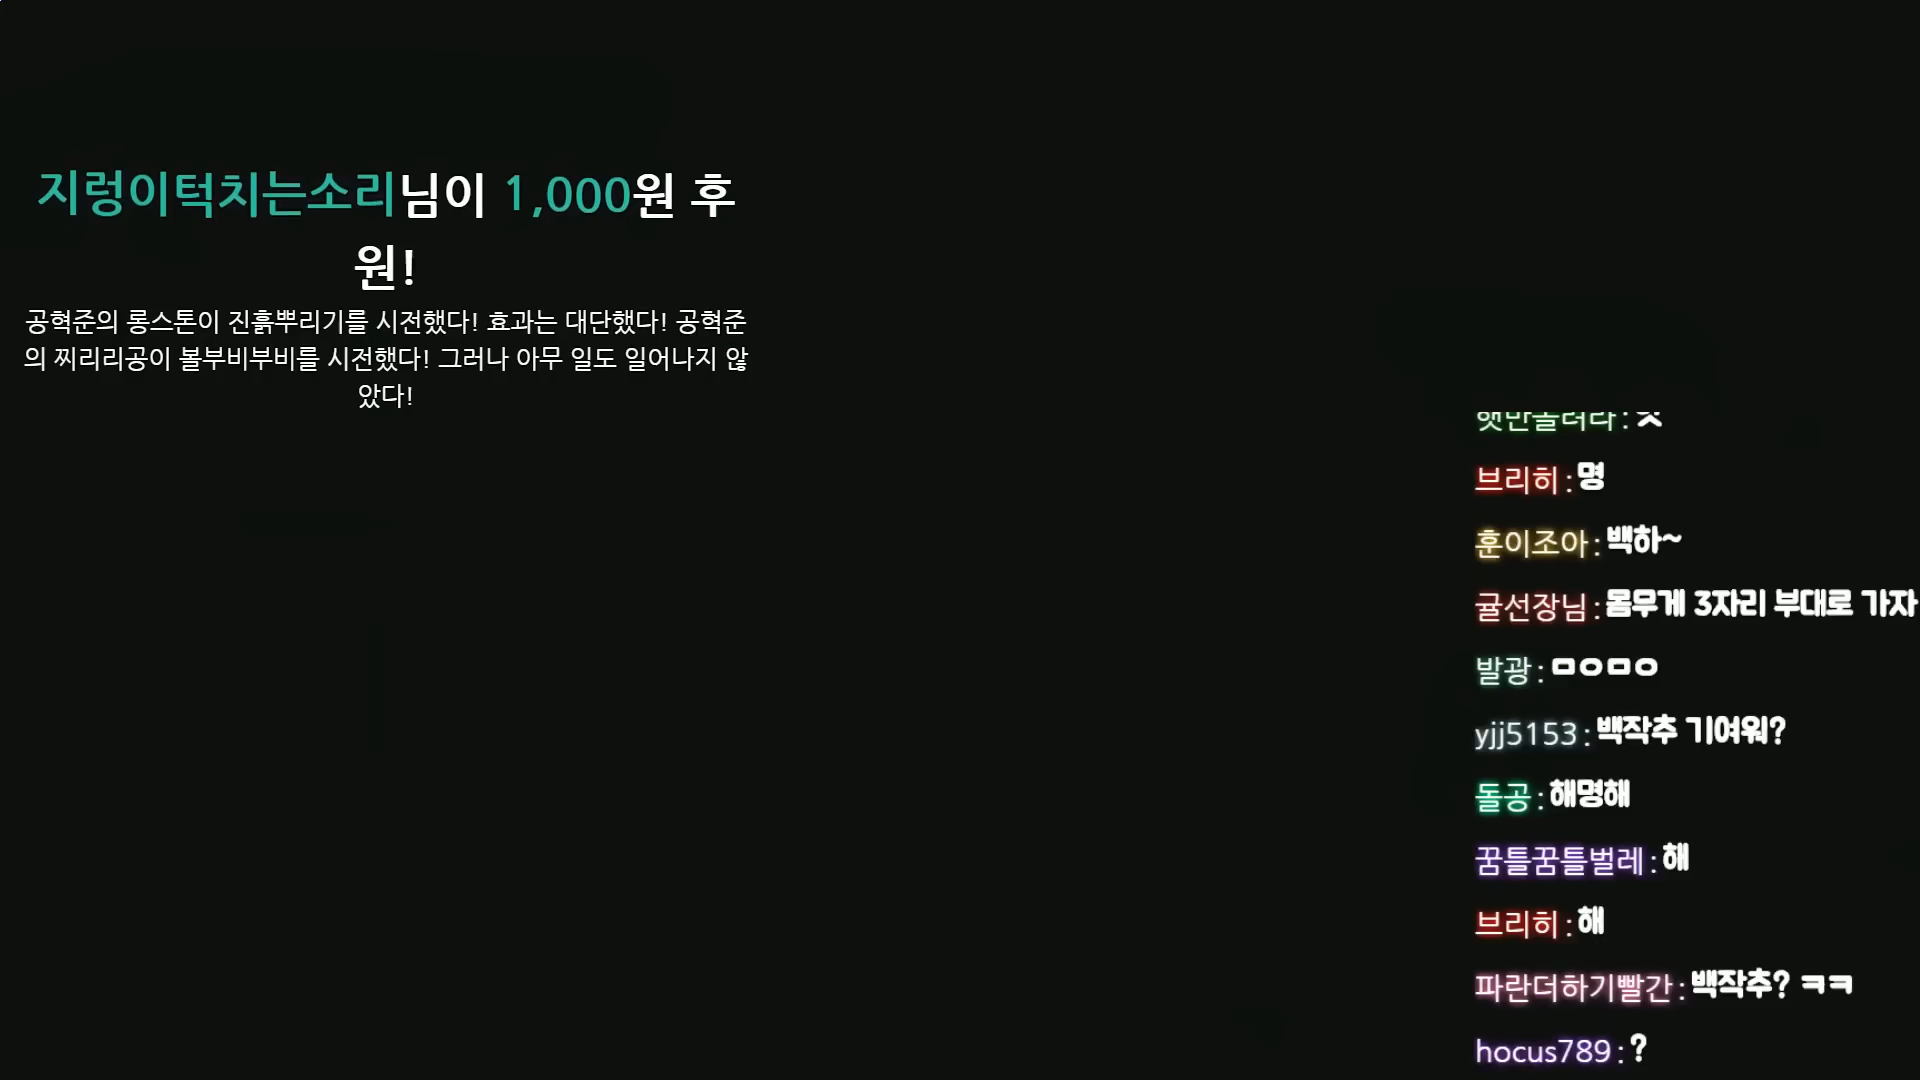 지렁이턱치는소리님이 1,000원 후
원!
공혁준의 롱스톤이 진흙뿌리기를 시전했다! 효과는 대단했다! 공혁준
의 찌리리공이 볼부비부비를 시전했다! 그러나 아무 일도 일어나지 않
았다!
브리히 : 명
훈이조아 : 백하~
귤선장님 : 몸무게 3자리 부대로 가자
발광 : ㅁㅇㅁㅇ
yjj5153 : 백작추 기여워?
돌공 : 해명해
꿈틀꿈틀벌레 : 해
브리히 : 해
파란더하기빨간 : 백작추? ㅋㅋ
hocus789 : ?